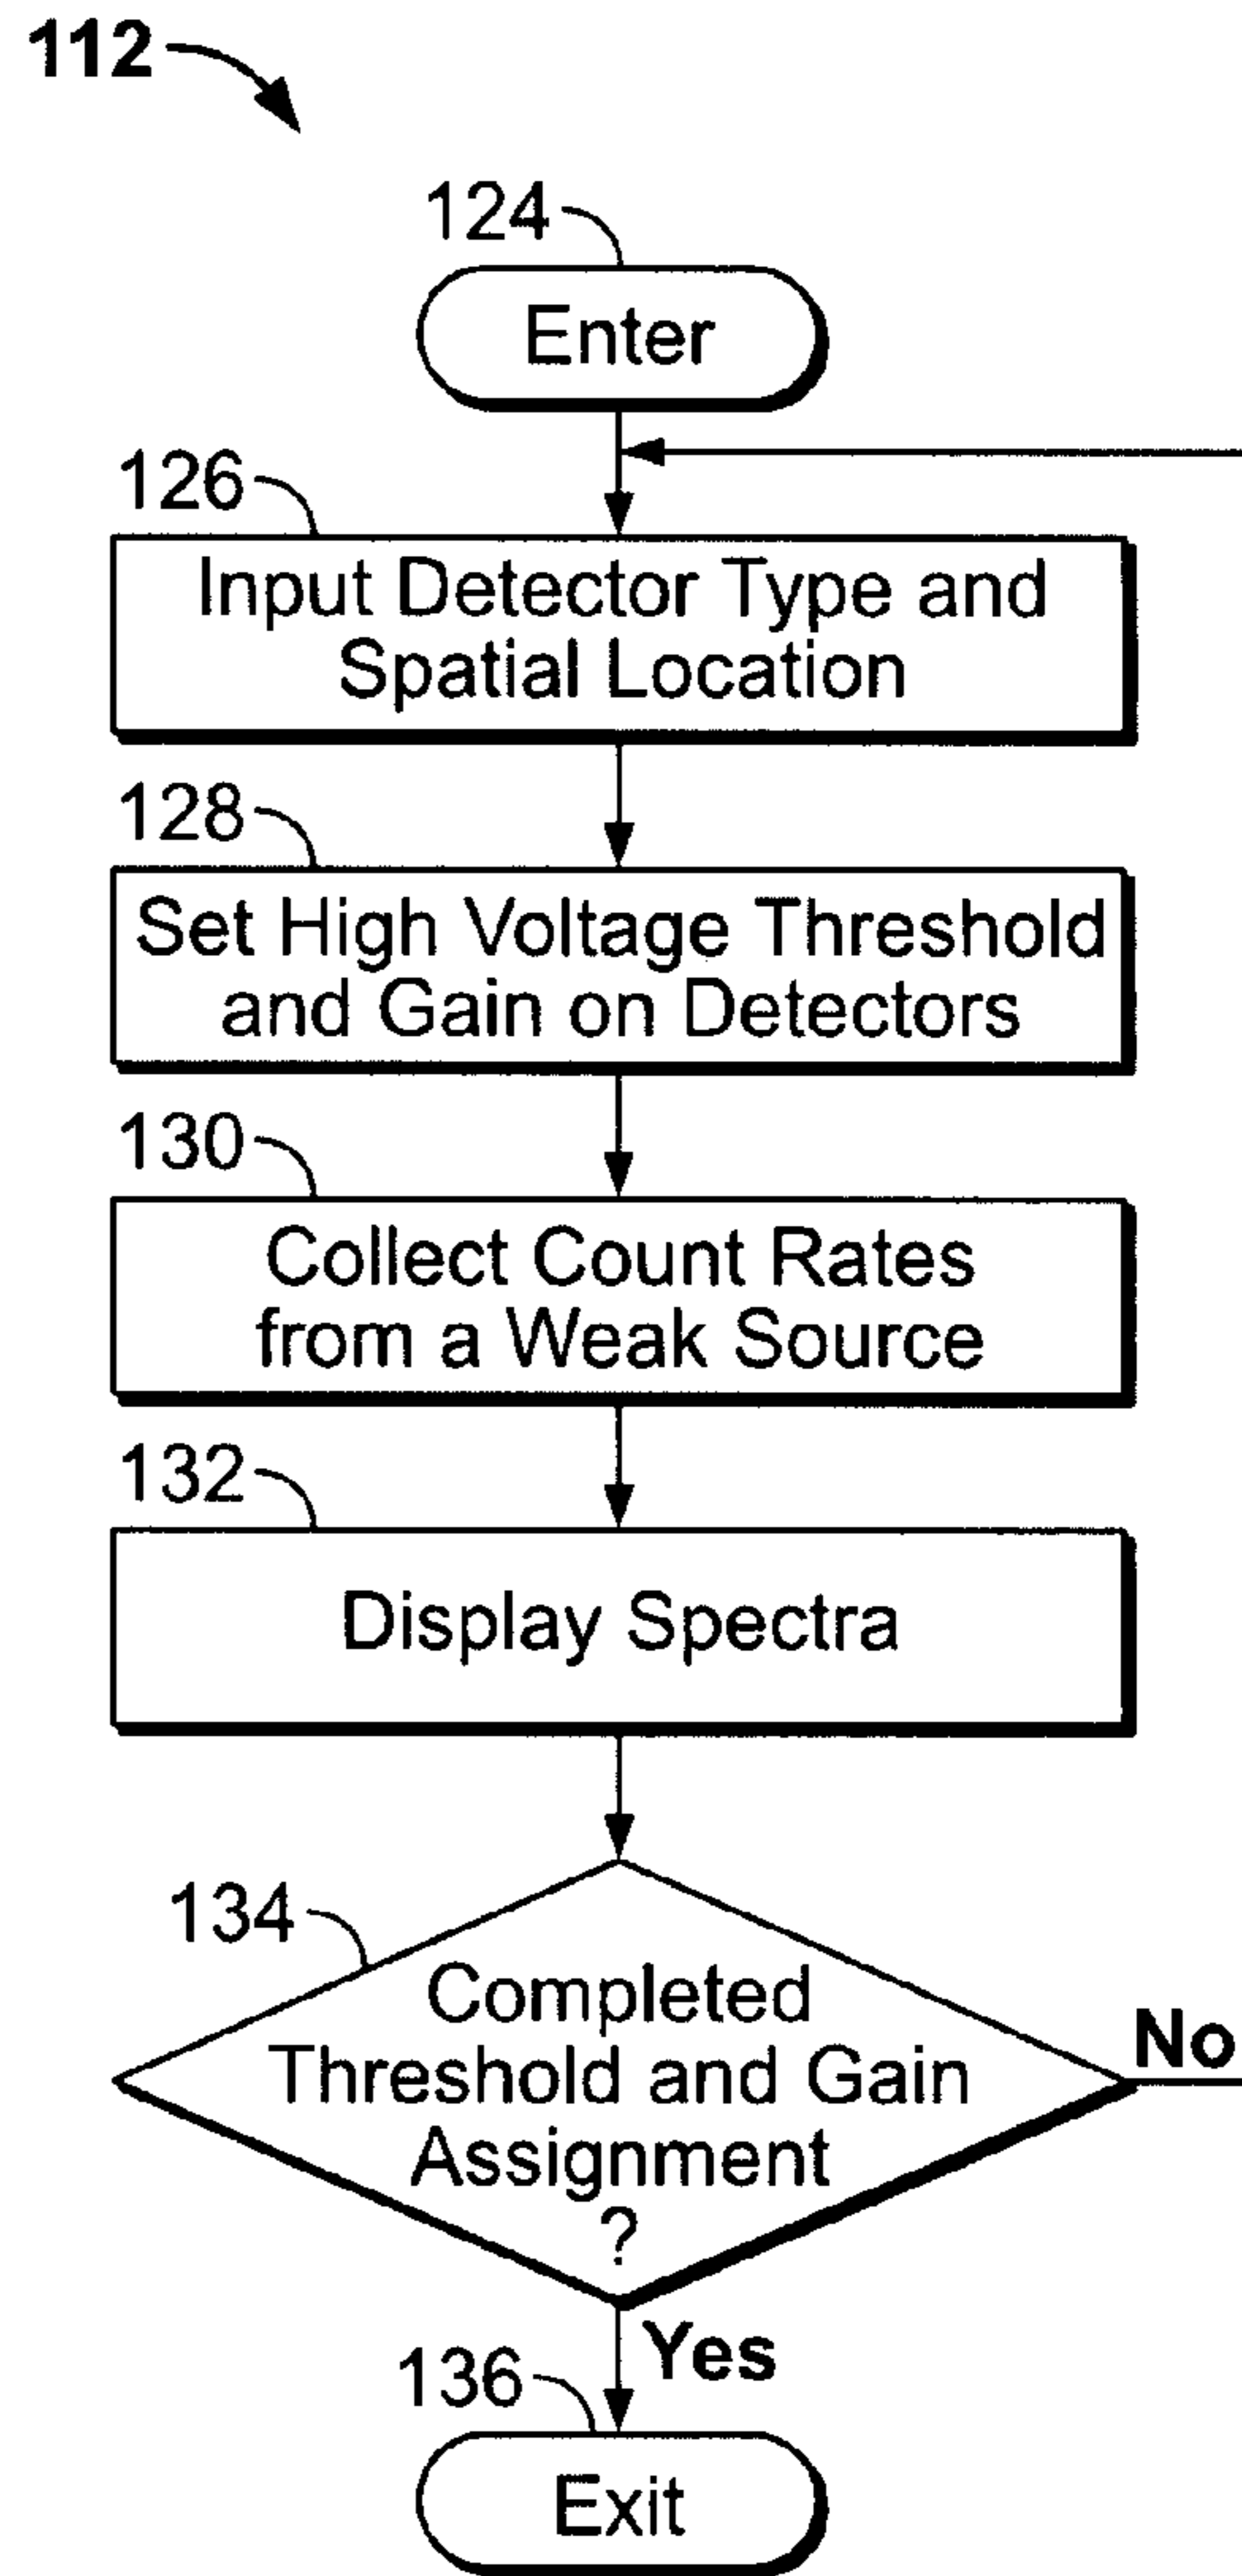 112
124
Enter
126
Input Detector Type and
Spatial Location
128
Set High Voltage Threshold
and Gain on Detectors
130
Collect Count Rates
from a Weak Source
132
Display Spectra
134
Completed
Threshold and Gain
Assignment
?
No
Yes
136
Exit